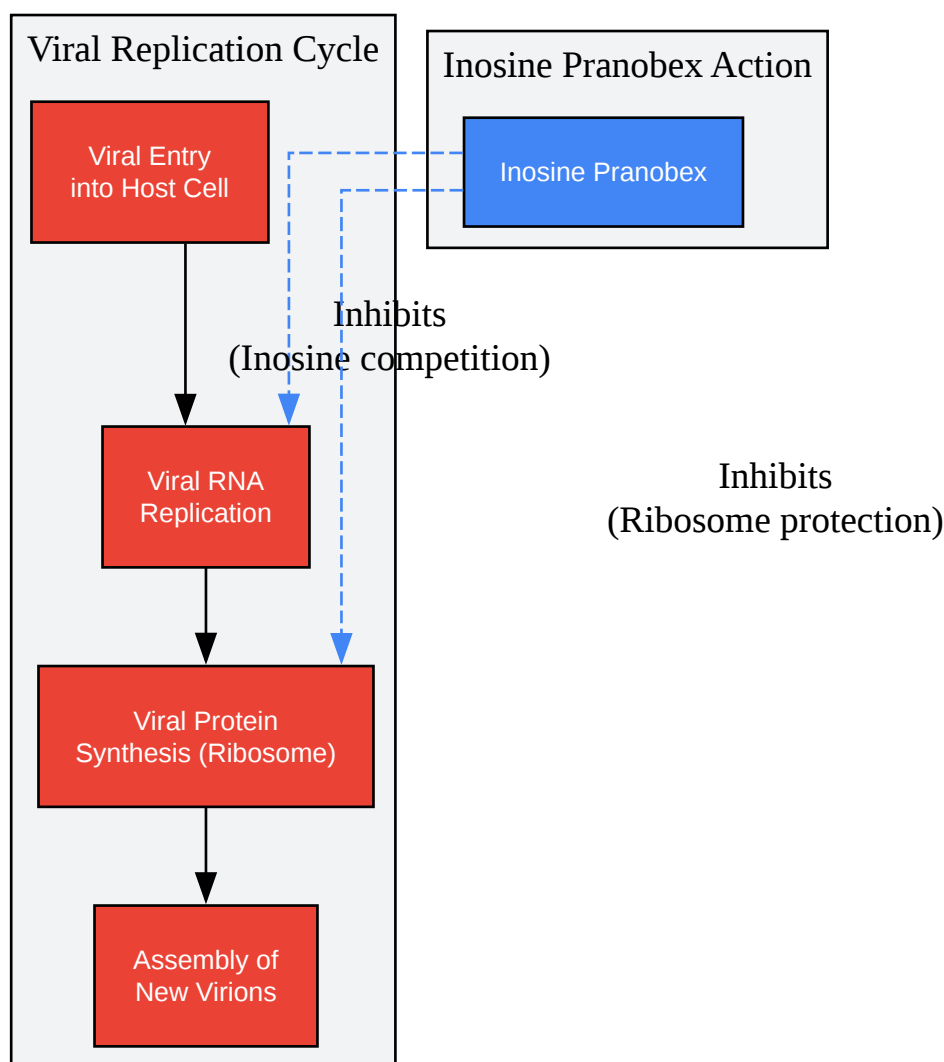 Viral Replication Cycle
Inosine Pranobex Action
Viral Entry
into Host Cell
Inosine Pranobex
Inhibits
(Inosine competition)
Viral RNA
Replication
Inhibits
(Ribosome protection)
Viral Protein
Synthesis (Ribosome)
Assembly of
New Virions